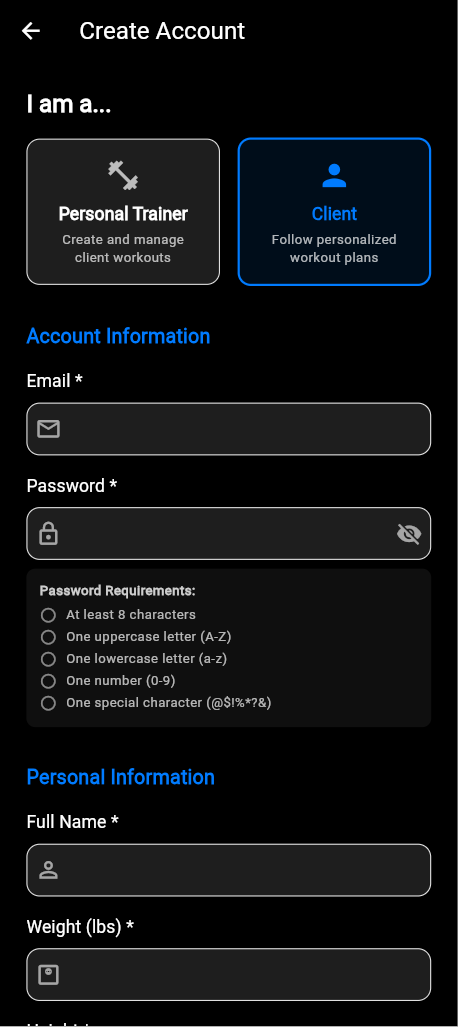 Create Account
I am a...
Personal Trainer
Create and manage
client workouts
Client
Follow personalized
workout plans
Account Information
Email *
Password *
Password Requirements:
At least 8 characters
One uppercase letter (A-Z)
One lowercase letter (a-z)
One number (0-9)
One special character (@$!%*?&)
Personal Information
Full Name *
Weight (lbs) *